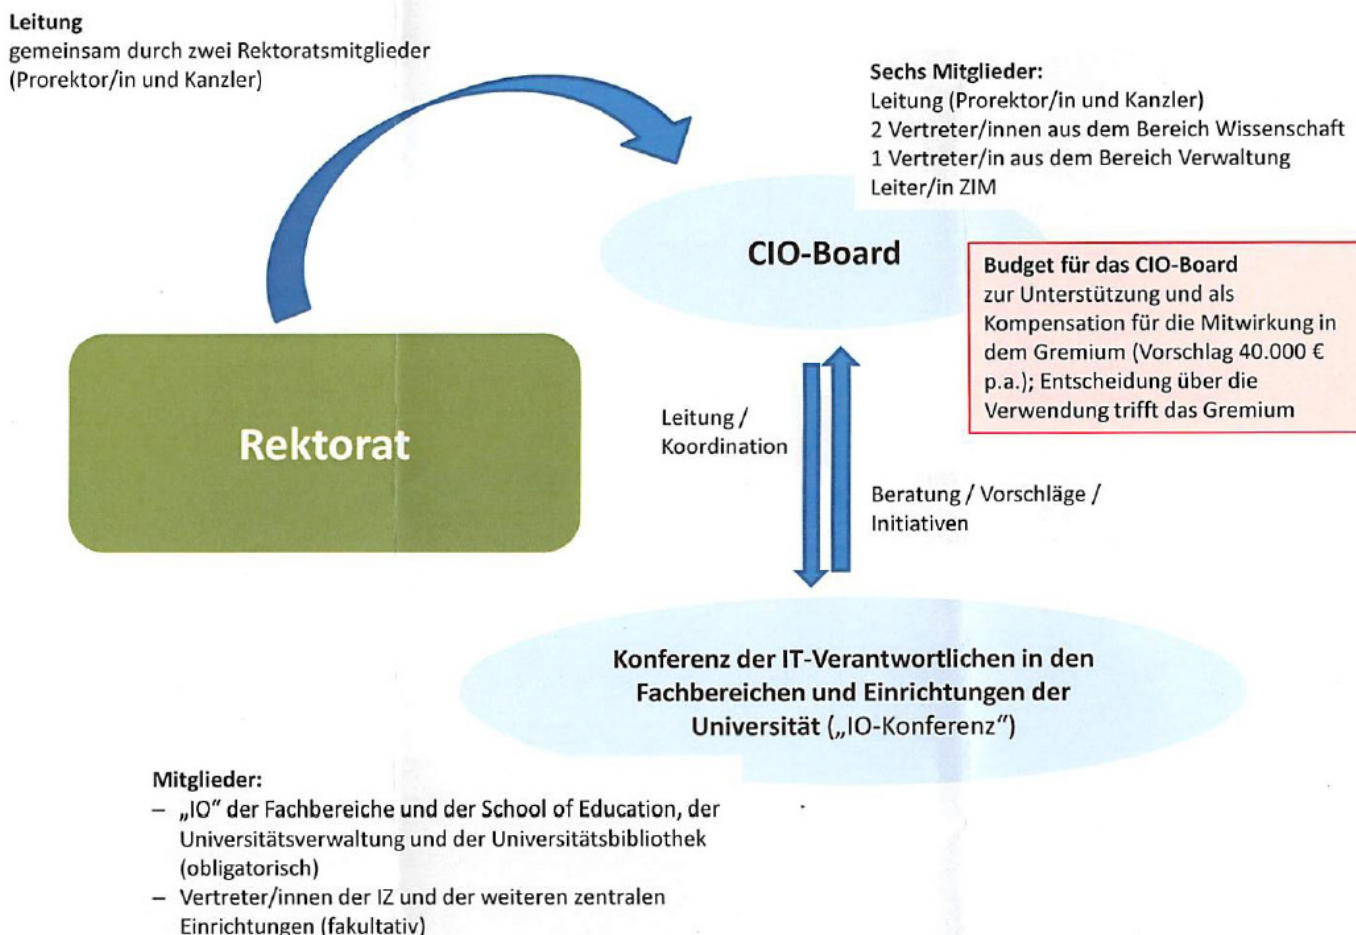 Leitung
gemeinsam durch zwei Rektoratsmitglieder
(Prorektor/in und Kanzler)
Sechs Mitglieder:
Leitung (Prorektor/in und Kanzler)
2 Vertreter/innen aus dem Bereich Wissenschaft
1 Vertreter/in aus dem Bereich Verwaltung
Leiter/in ZIM
CIO-Board
Budget für das CIO-Board
zur Unterstützung und als
Kompensation für die Mitwirkung in
dem Gremium (Vorschlag 40.000 €
p.a.); Entscheidung über die
Verwendung trifft das Gremium
Rektorat
Leitung /
Koordination
Beratung / Vorschläge /
Initiativen
Konferenz der IT-Verantwortlichen in den
Fachbereichen und Einrichtungen der
Universität („IO-Konferenz“)
Mitglieder:
– „IO“ der Fachbereiche und der School of Education, der
Universitätsverwaltung und der Universitätsbibliothek
(obligatorisch)
– Vertreter/innen der IZ und der weiteren zentralen
Einrichtungen (fakultativ)